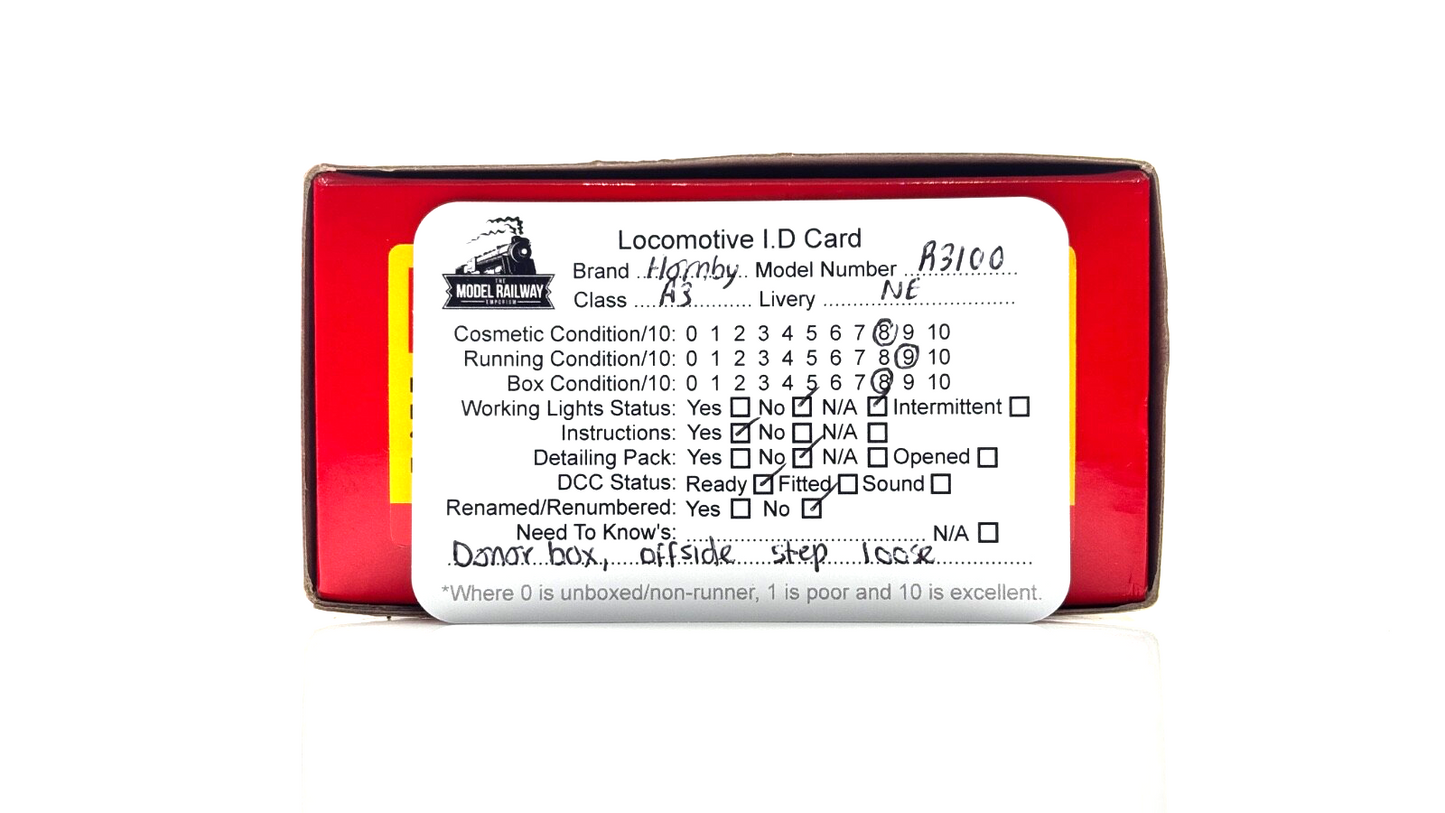 THE
MODEL RAILWAY
EMPORIUM
Locomotive I.D Card
Brand Hornby Model Number R3100
Class A3 Livery NE
Cosmetic Condition/10: 0 1 2 3 4 5 6 7 8 9 10
Running Condition/10: 0 1 2 3 4 5 6 7 8 9 10
Box Condition/10: 0 1 2 3 4 5 6 7 8 9 10
Working Lights Status: Yes No N/A Intermittent
Instructions: Yes No N/A
Detailing Pack: Yes No N/A Opened
DCC Status: Ready Fitted Sound
Renamed/Renumbered: Yes No
Need To Know's: N/A
Donor box, offside step loose
*Where 0 is unboxed/non-runner, 1 is poor and 10 is excellent.